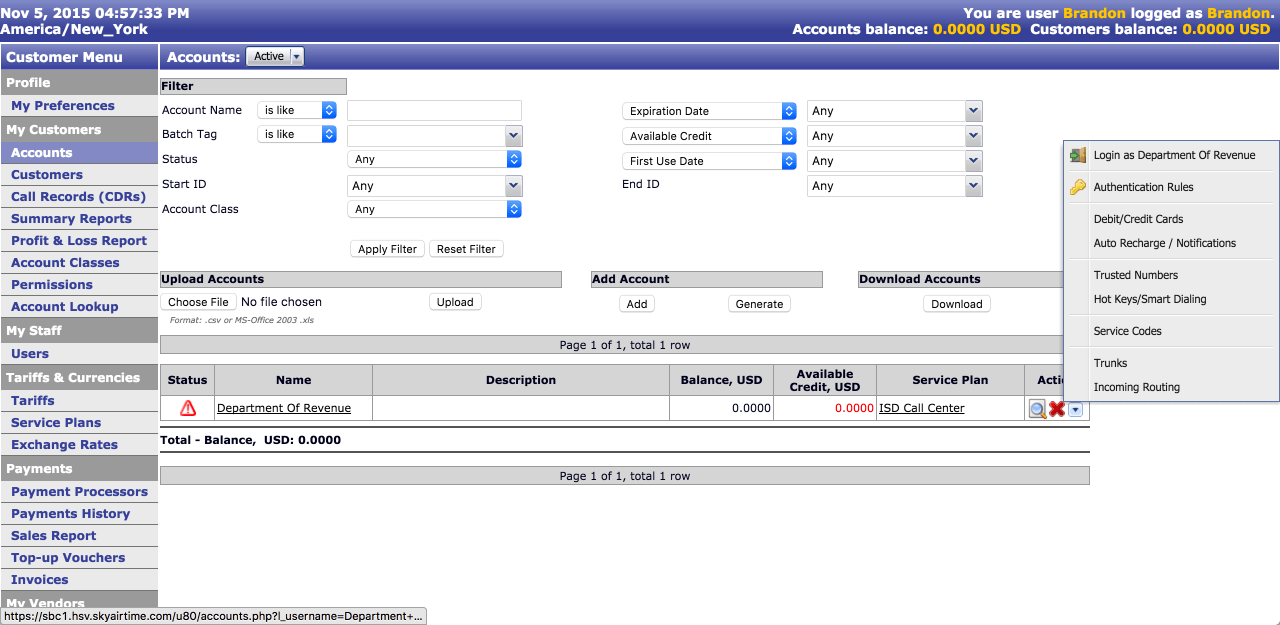 Nov 5, 2015 04:57:33 PM
America/New_York
You are user Brandon logged as Brandon.
Accounts balance: 0.0000 USD Customers balance: 0.0000 USD
Customer Menu
Profile
My Preferences
My Customers
Accounts
Customers
Call Records (CDRs)
Summary Reports
Profit & Loss Report
Account Classes
Permissions
Account Lookup
My Staff
Users
Tariffs & Currencies
Tariffs
Service Plans
Exchange Rates
Payments
Payment Processors
Payments History
Sales Report
Top-up Vouchers
Invoices
My Vendors
Accounts: Active
Filter
Account Name is like
Expiration Date Any
Batch Tag is like
Available Credit Any
Status Any
First Use Date Any
Start ID Any
End ID Any
Account Class Any
Apply Filter Reset Filter
Upload Accounts
Add Account
Download Accounts
Choose File No file chosen Upload
Add Generate
Download
Format: .csv or MS-Office 2003 .xls
Page 1 of 1, total 1 row
Status Name Description Balance, USD Available Credit, USD Service Plan Acti
Department Of Revenue 0.0000 0.0000 ISD Call Center
Total - Balance, USD: 0.0000
Page 1 of 1, total 1 row
Login as Department Of Revenue
Authentication Rules
Debit/Credit Cards
Auto Recharge / Notifications
Trusted Numbers
Hot Keys/Smart Dialing
Service Codes
Trunks
Incoming Routing
https://sbc1.hsv.skyairtime.com/u80/accounts.php?l_username=Department+...